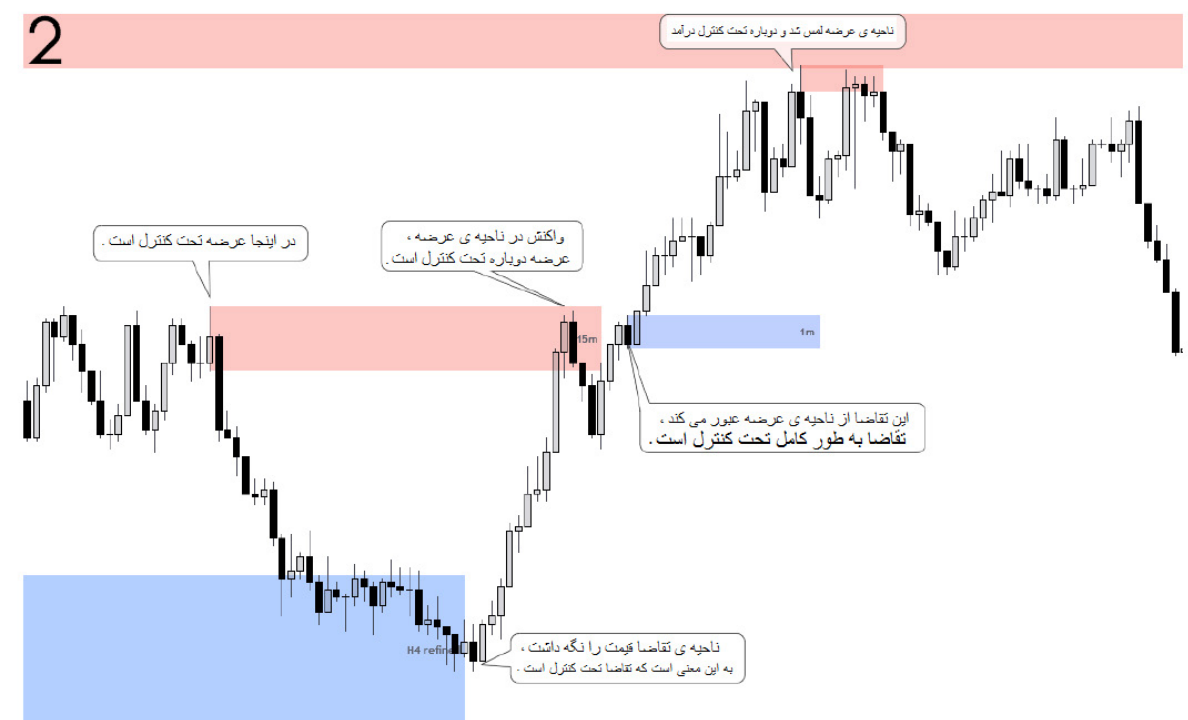 2
ناحیه ی عرضه لمس شد و دوباره تحت کنترل درآمد
در اینجا عرضه تحت کنترل است .
واکنش در ناحیه ی عرضه ،
عرضه دوباره تحت کنترل است .
15m
1m
این تقاضا از ناحیه ی عرضه عبور می کند ،
تقاضا به طور کامل تحت کنترل است .
H4 refine
ناحیه ی تقاضا قیمت را نگه داشت ،
به این معنی است که تقاضا تحت کنترل است .